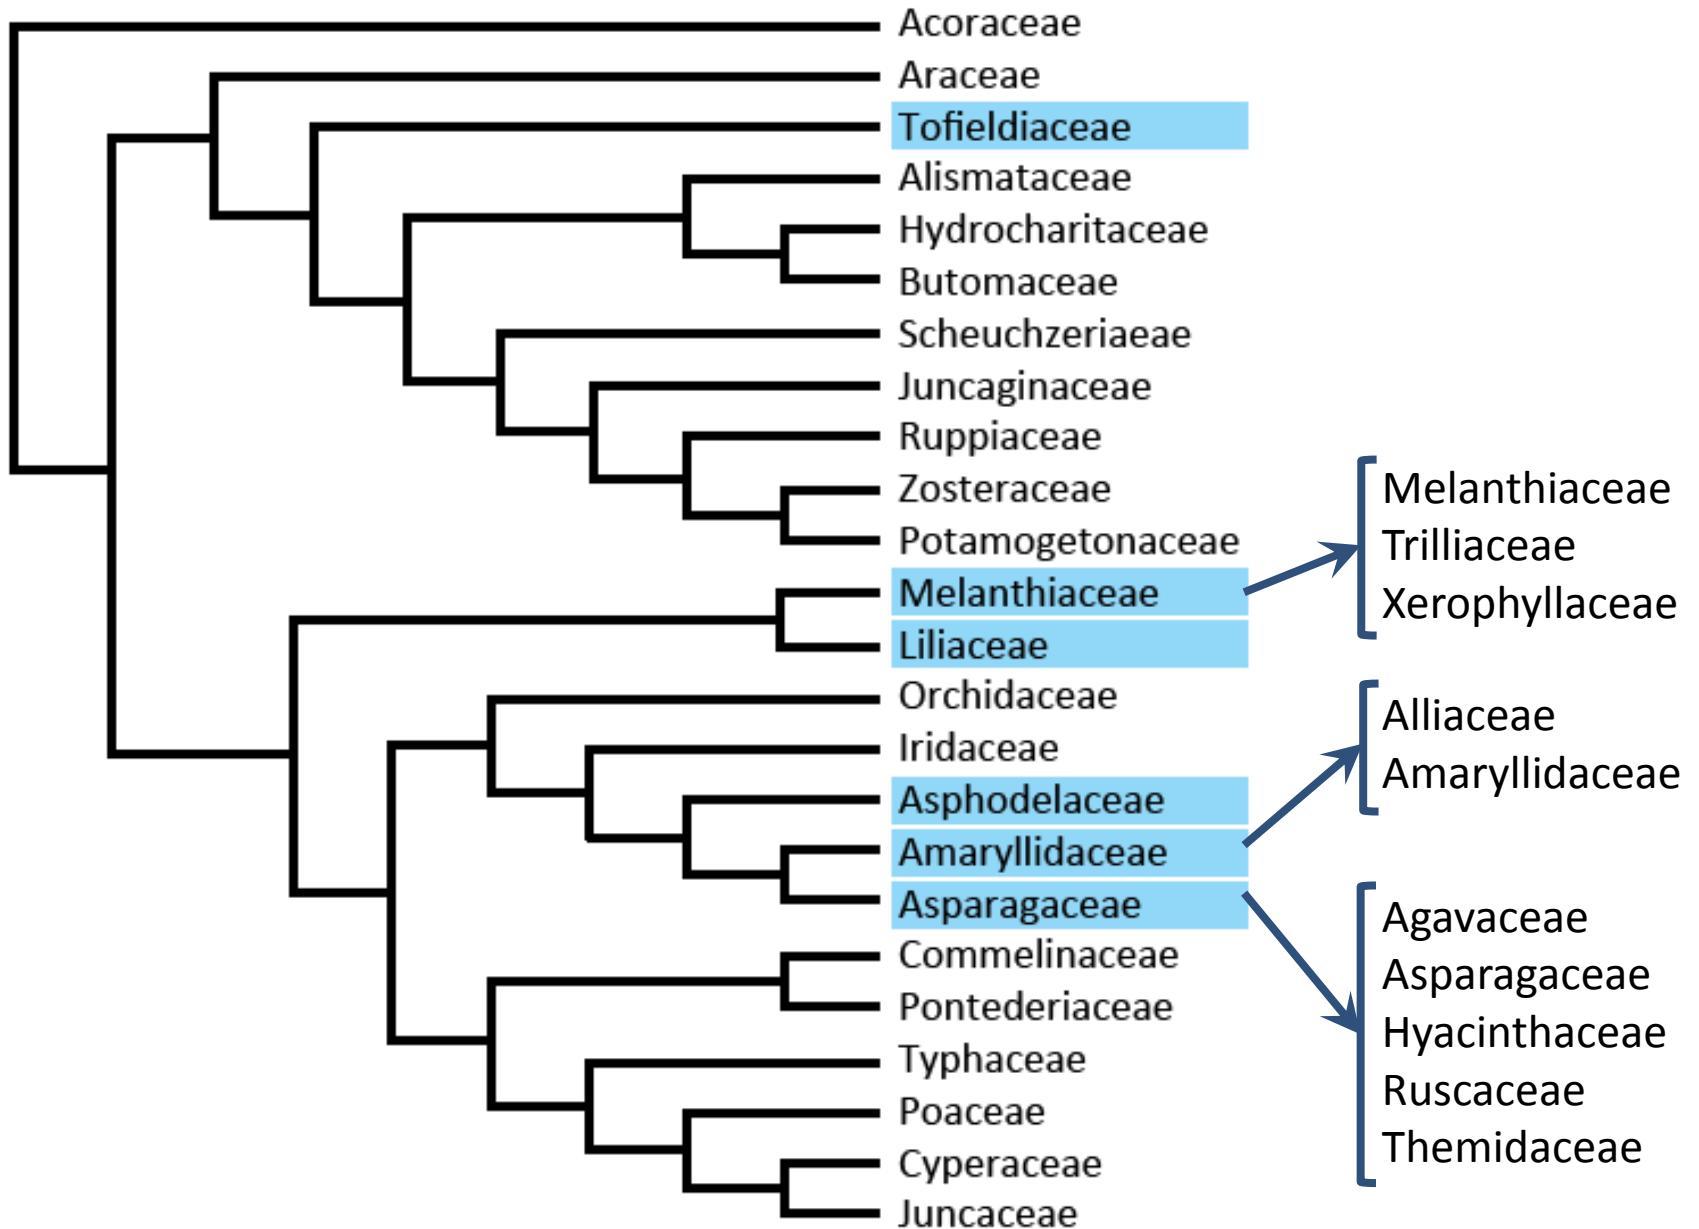 Acoraceae
Araceae
Tofieldiaceae
Alismataceae
Hydrocharitaceae
Butomaceae
Scheuchzeriaeae
Juncaginaceae
Ruppiaceae
Zosteraceae
Potamogetonaceae
Melanthiaceae
Liliaceae
Orchidaceae
Iridaceae
Asphodelaceae
Amaryllidaceae
Asparagaceae
Commelinaceae
Pontederiaceae
Typhaceae
Poaceae
Cyperaceae
Juncaceae
Melanthiaceae
Trilliaceae
Xerophyllaceae
Alliaceae
Amaryllidaceae
Agavaceae
Asparagaceae
Hyacinthaceae
Ruscaceae
Themidaceae